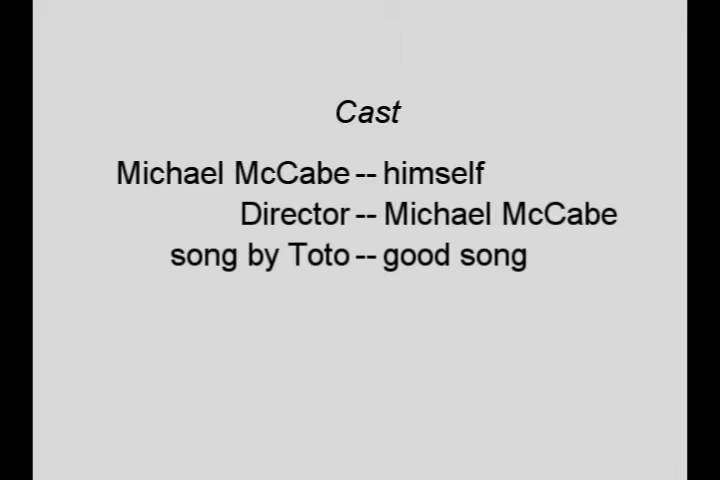 Cast
Michael McCabe -- himself
Director -- Michael McCabe
song by Toto -- good song